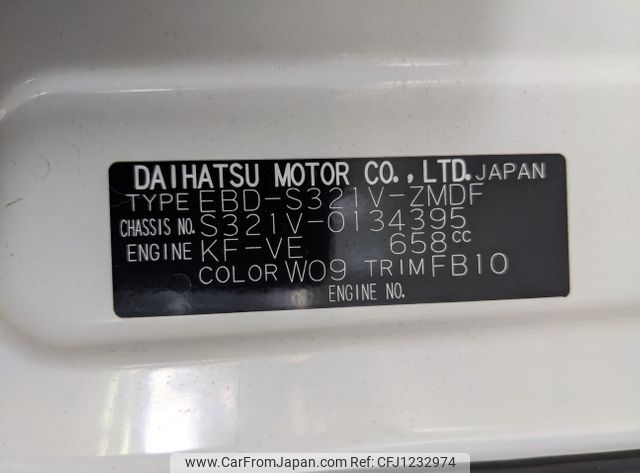 DAIHATSU MOTOR CO.,LTD. JAPAN
TYPE EBD-S321V-ZMDF
CHASSIS NO. S321V-0134395
ENGINE KF-VE 658cc
COLOR W09 TRIM FB10
ENGINE NO.
© www.CarFromJapan.com © CFJ1232974